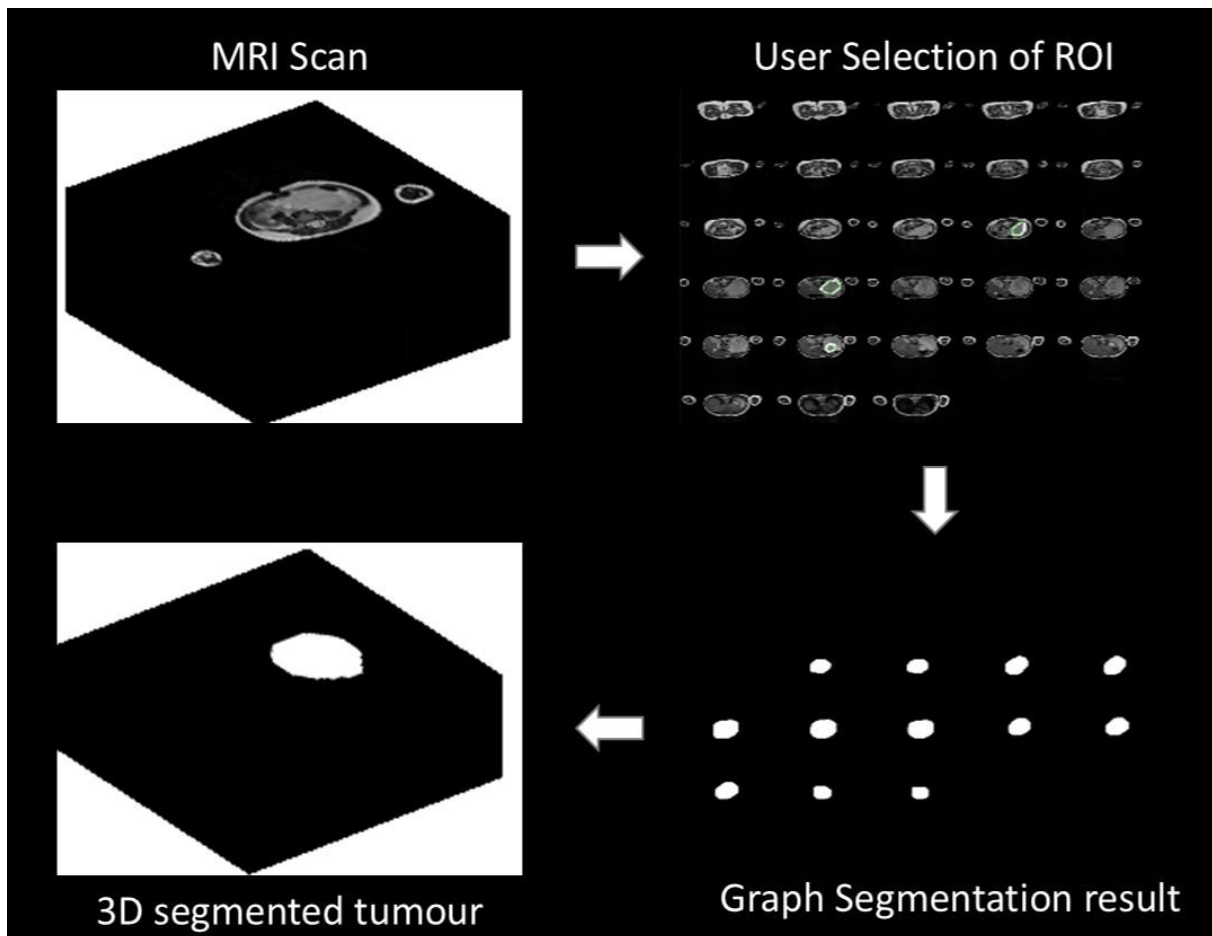 MRI Scan
User Selection of ROI
3D segmented tumour
Graph Segmentation result